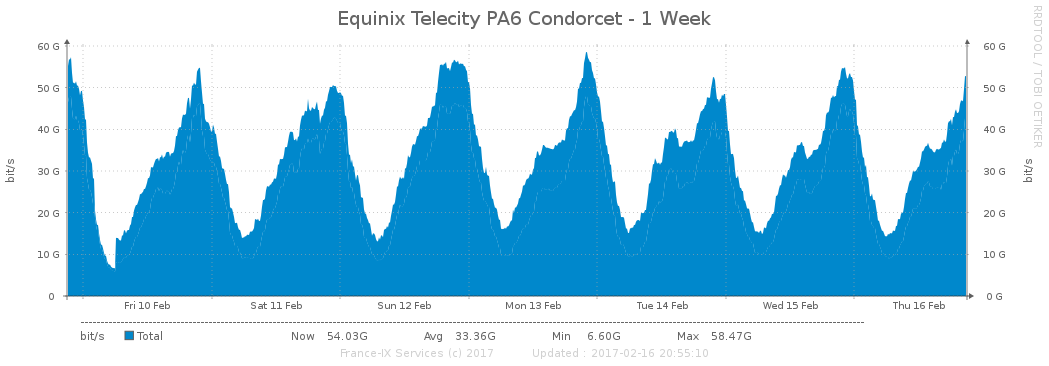 Equinix Telecity PA6 Condorcet - 1 Week
RRDTOOL / TOBI OETIKER
bit/s
60 G 60 G
50 G 50 G
40 G 40 G
30 G 30 G
20 G 20 G
10 G 10 G
0 0 G
bit/s
Fri 10 Feb Sat 11 Feb Sun 12 Feb Mon 13 Feb Tue 14 Feb Wed 15 Feb Thu 16 Feb
bit/s Total Now 54.03G Avg 33.36G Min 6.60G Max 58.47G
France-IX Services (c) 2017 Updated : 2017-02-16 20:55:10